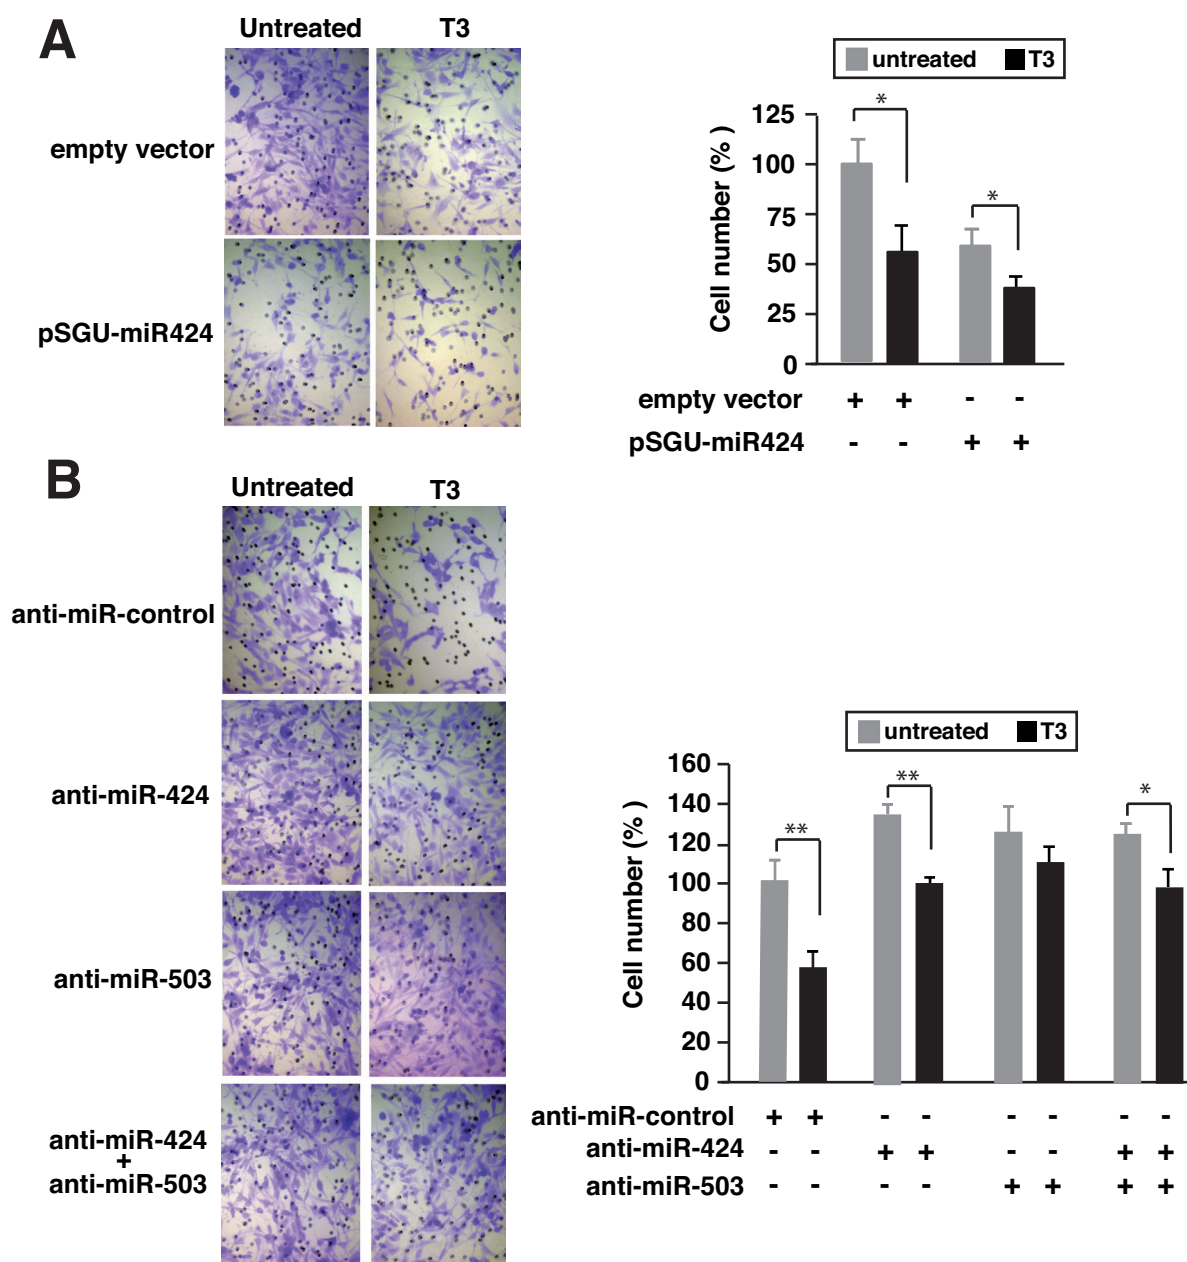 A
Untreated T3
empty vector
pSGU-miR424
untreated T3
Cell number (% )
125
100
75
50
25
0
*
*
empty vector + + - -
pSGU-miR424 - - + +
B
Untreated T3
anti-miR-control
anti-miR-424
anti-miR-503
anti-miR-424
+
anti-miR-503
untreated T3
Cell number (% )
160
140
120
100
80
60
40
20
0
**
**
*
anti-miR-control + + - - - - - -
anti-miR-424 - - + + - - + +
anti-miR-503 - - - - + + + +